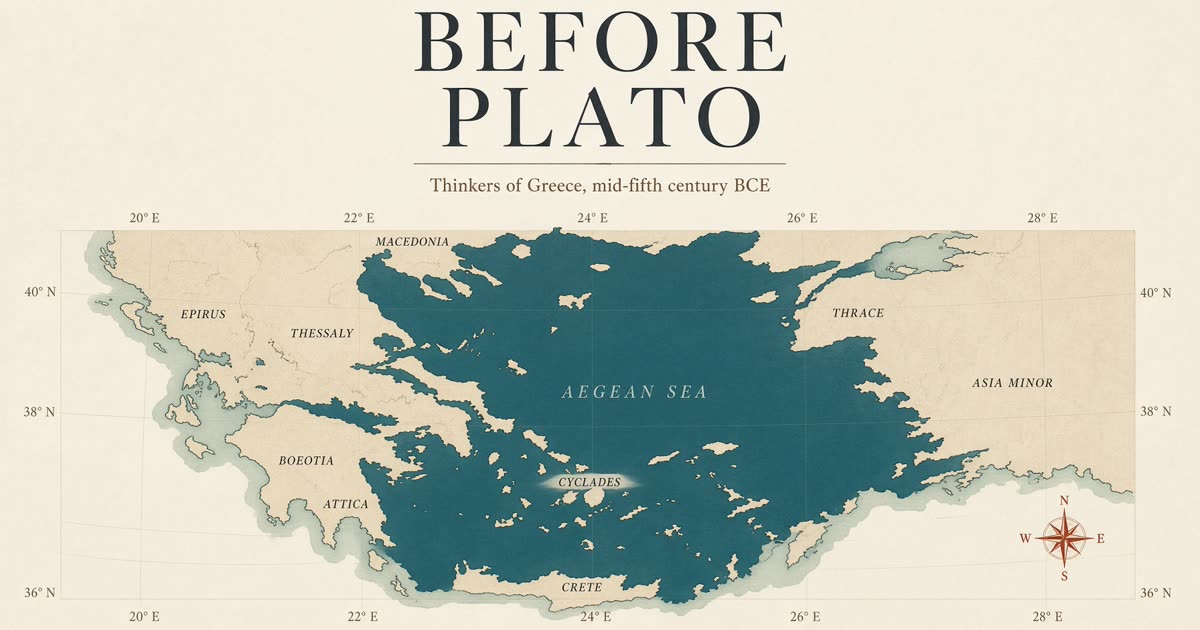 BEFORE
PLATO
Thinkers of Greece, mid-fifth century BCE
20° E 22° E 24° E 26° E 28° E
MACEDONIA
40° N 40° N
EPIRUS
THRACE
THESSALY
ASIA MINOR
AEGEAN SEA
38° N 38° N
BOEOTIA
CYCLADES
ATTICA
N
W E
S
CRETE
36° N 36° N
20° E 22° E 24° E 26° E 28° E